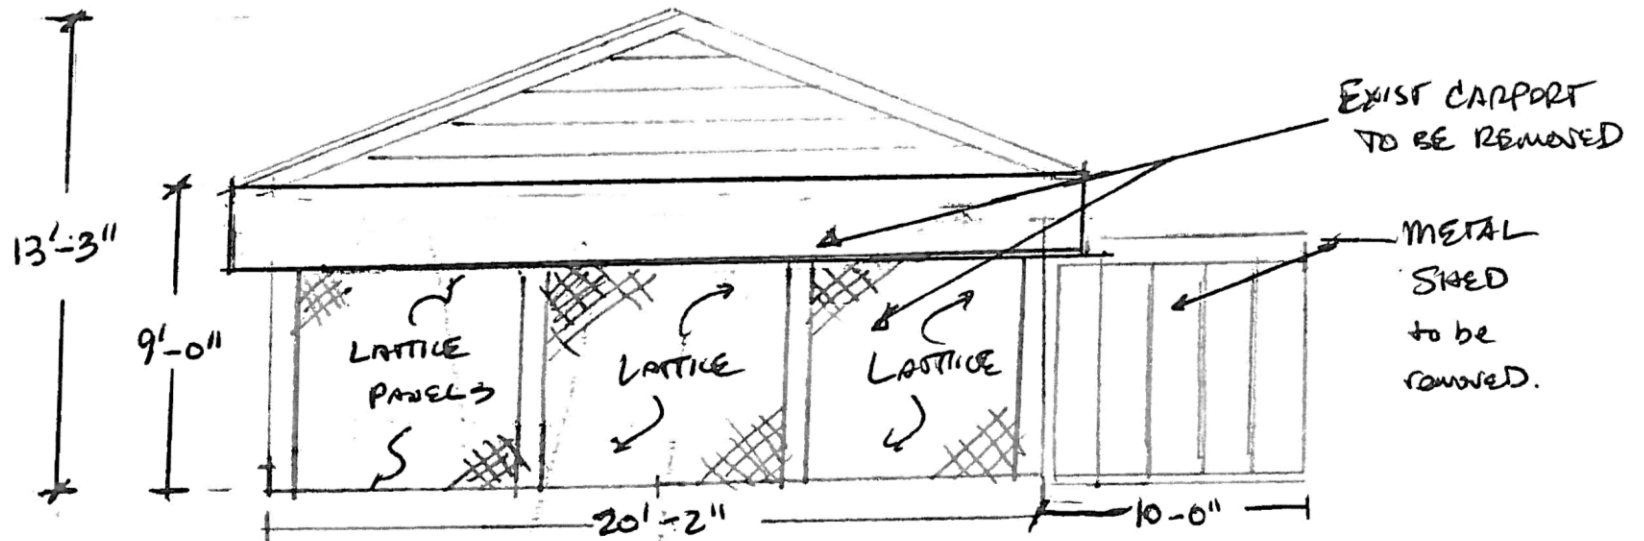 EXIST CARPORT
TO BE REMOVED
13'-3"
METAL
SHED
to be
removed.
9'-0"
LATTICE
PANELS
LATTICE
LATTICE
20'-2"
10-0"